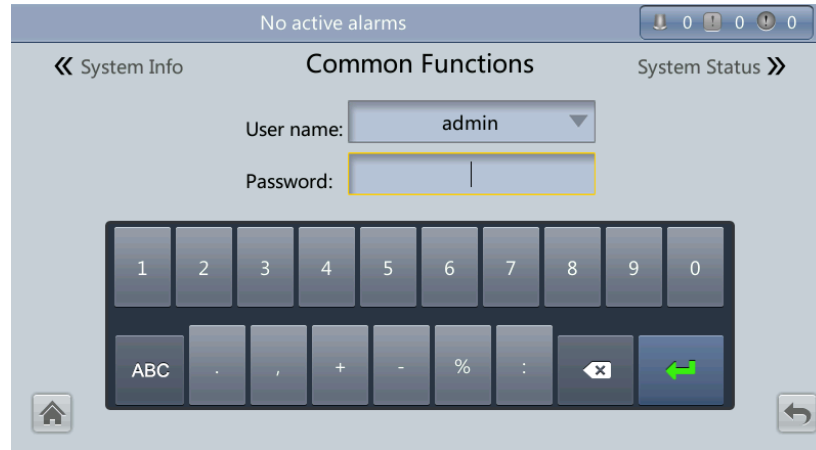 No active alarms 0 0 0
« System Info Common Functions System Status »
User name: admin
Password:
1 2 3 4 5 6 7 8 9 0
ABC . , + - % :